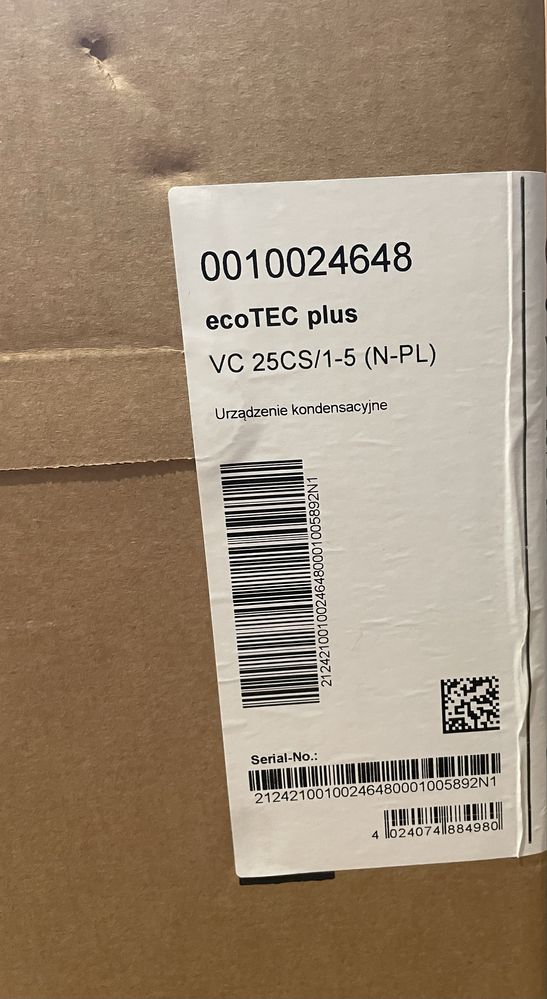 0010024648
ecoTEC plus
VC 25CS/1-5 (N-PL)
Urządzenie kondensacyjne
21242100100246480001005892N1
Serial-No.:
21242100100246480001005892N1
4 024074 884980